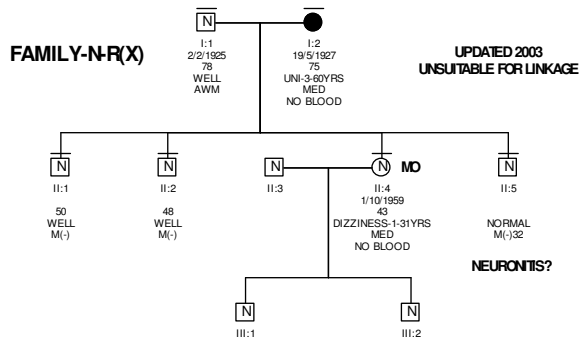 N
I:1
2/2/1925
78
WELL
AWM
I:2
19/5/1927
75
UNI-3-60YRS
MED
NO BLOOD
FAMILY-N-R(X)
UPDATED 2003
UNSUITABLE FOR LINKAGE
N
II:1
50
WELL
M(-)
N
II:2
48
WELL
M(-)
N
II:3
N
MO
II:4
1/10/1959
43
DIZZINESS-1-31YRS
MED
NO BLOOD
N
II:5
NORMAL
M(-)32
NEURONITIS?
N
III:1
N
III:2